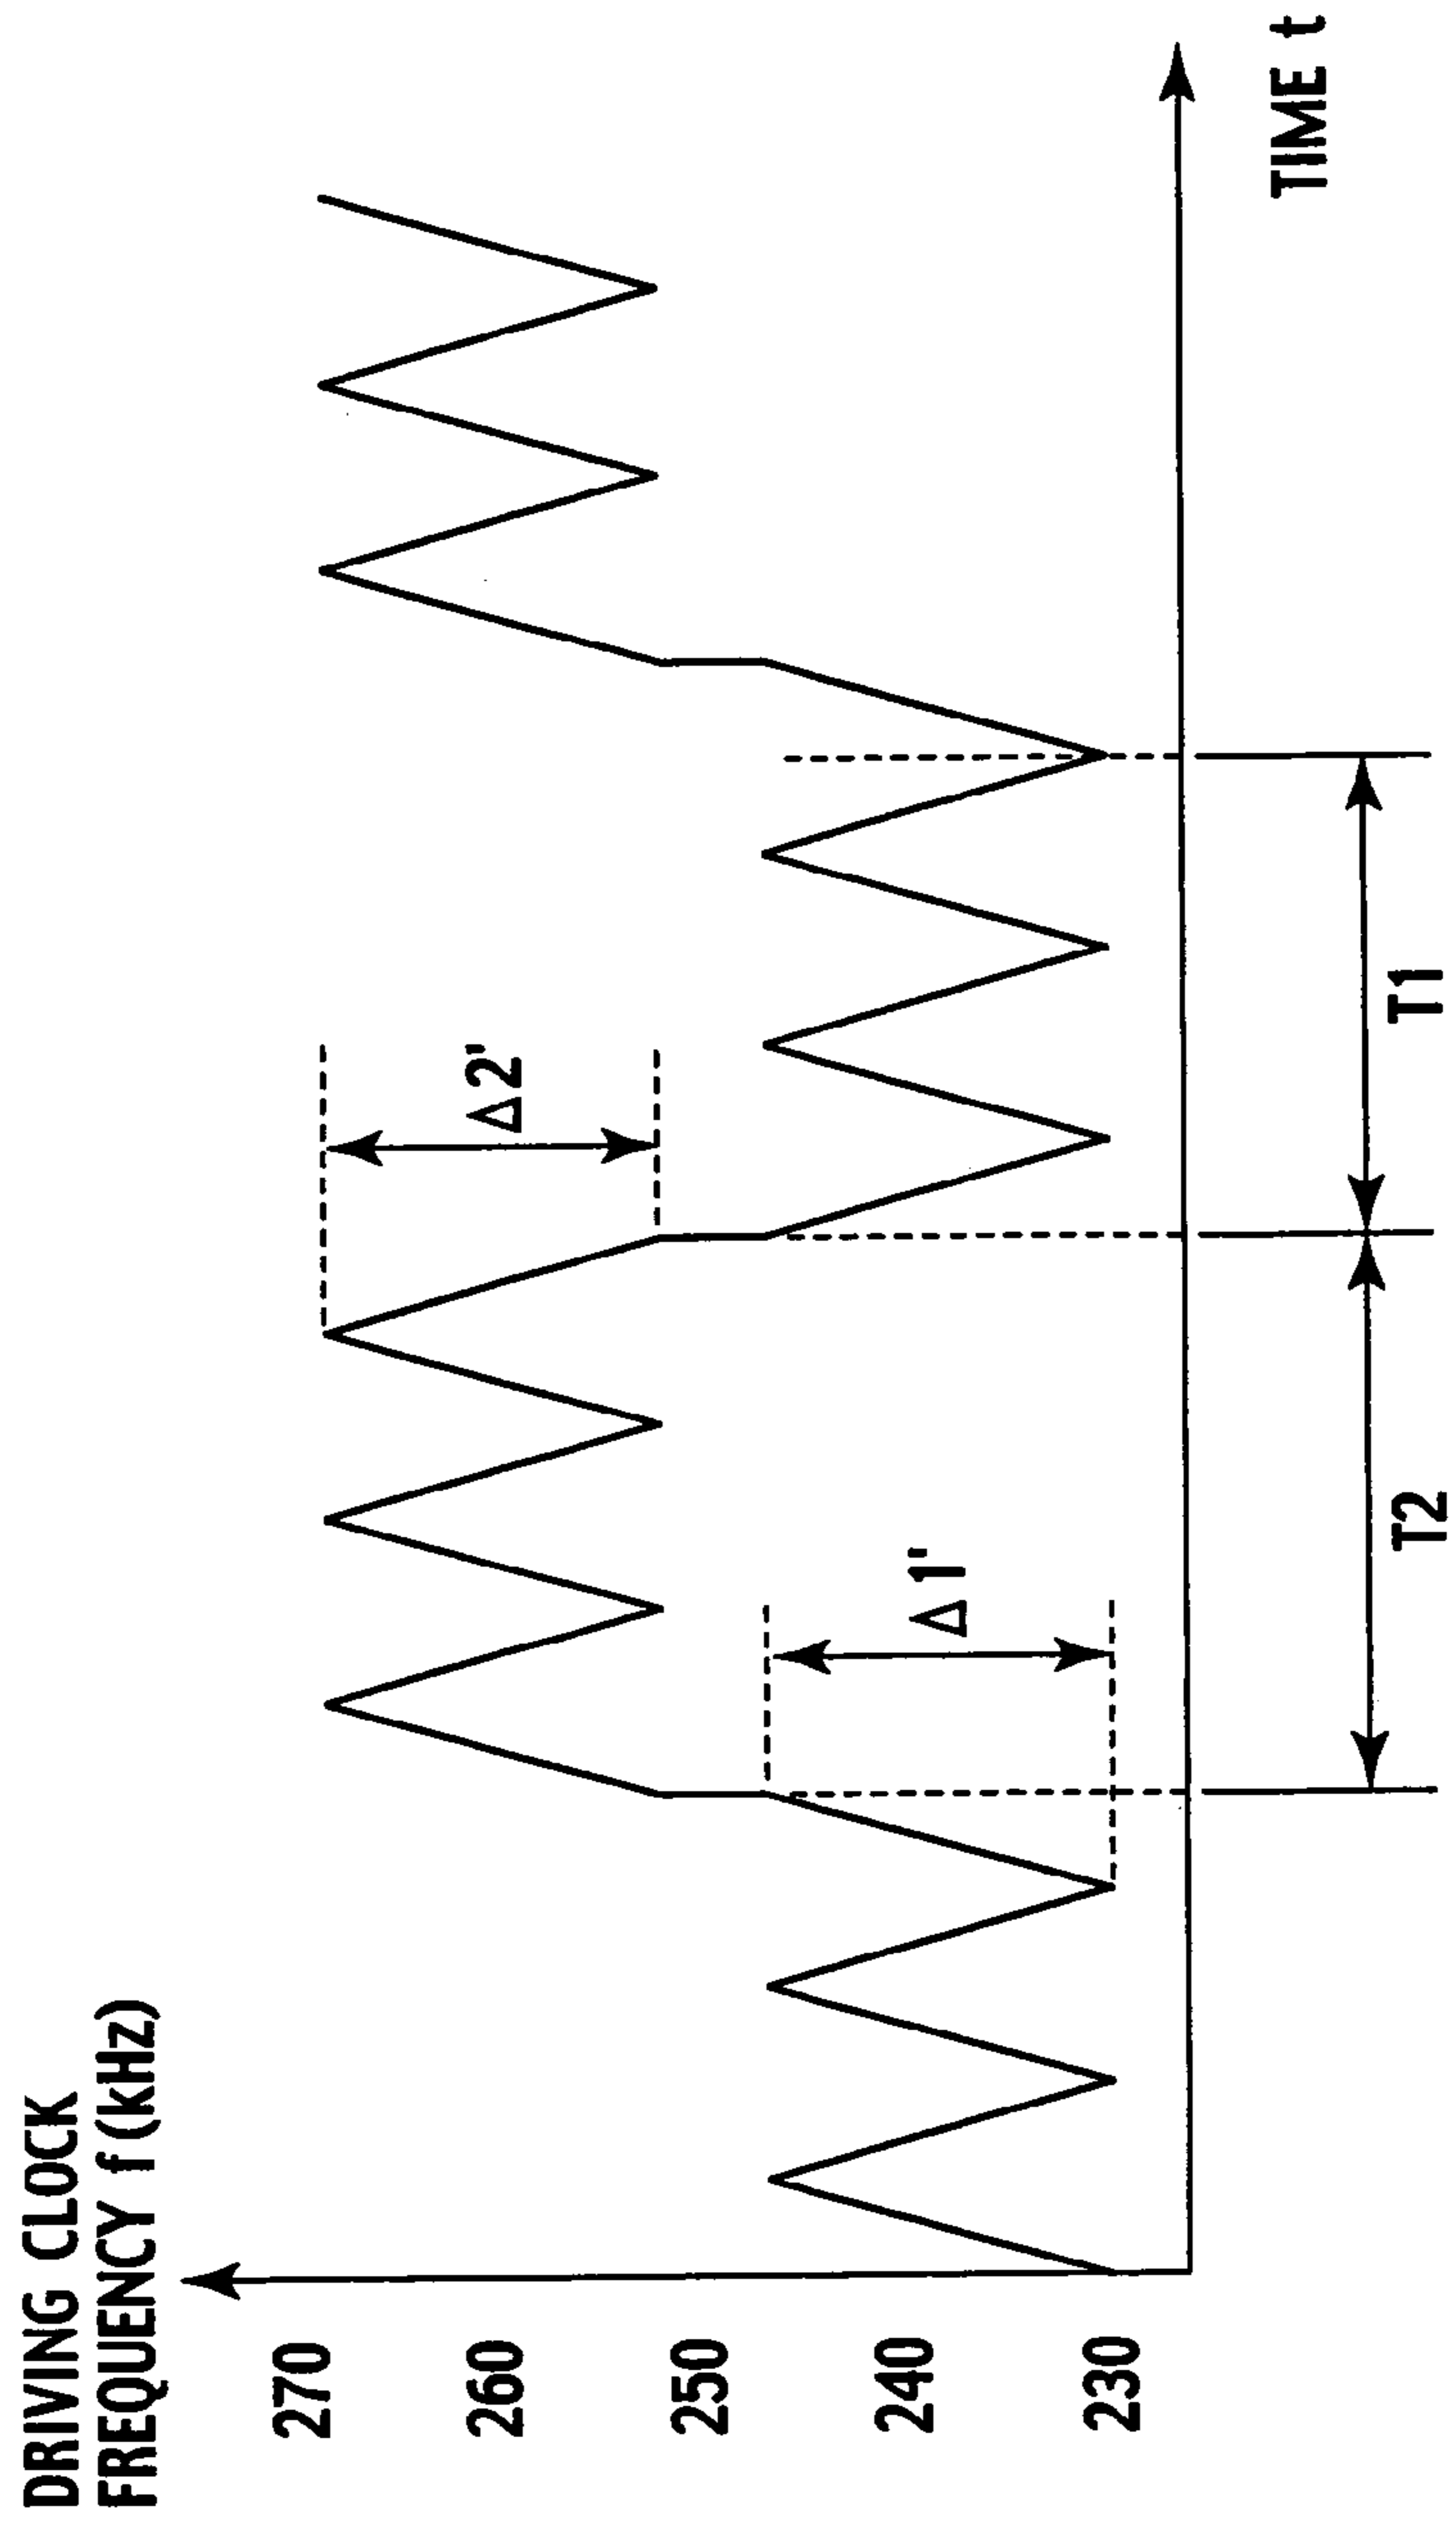 DRIVING CLOCK
FREQUENCY f (kHz)
270
260
250
240
230
Δ2'
Δ1'
T2
T1
TIME t